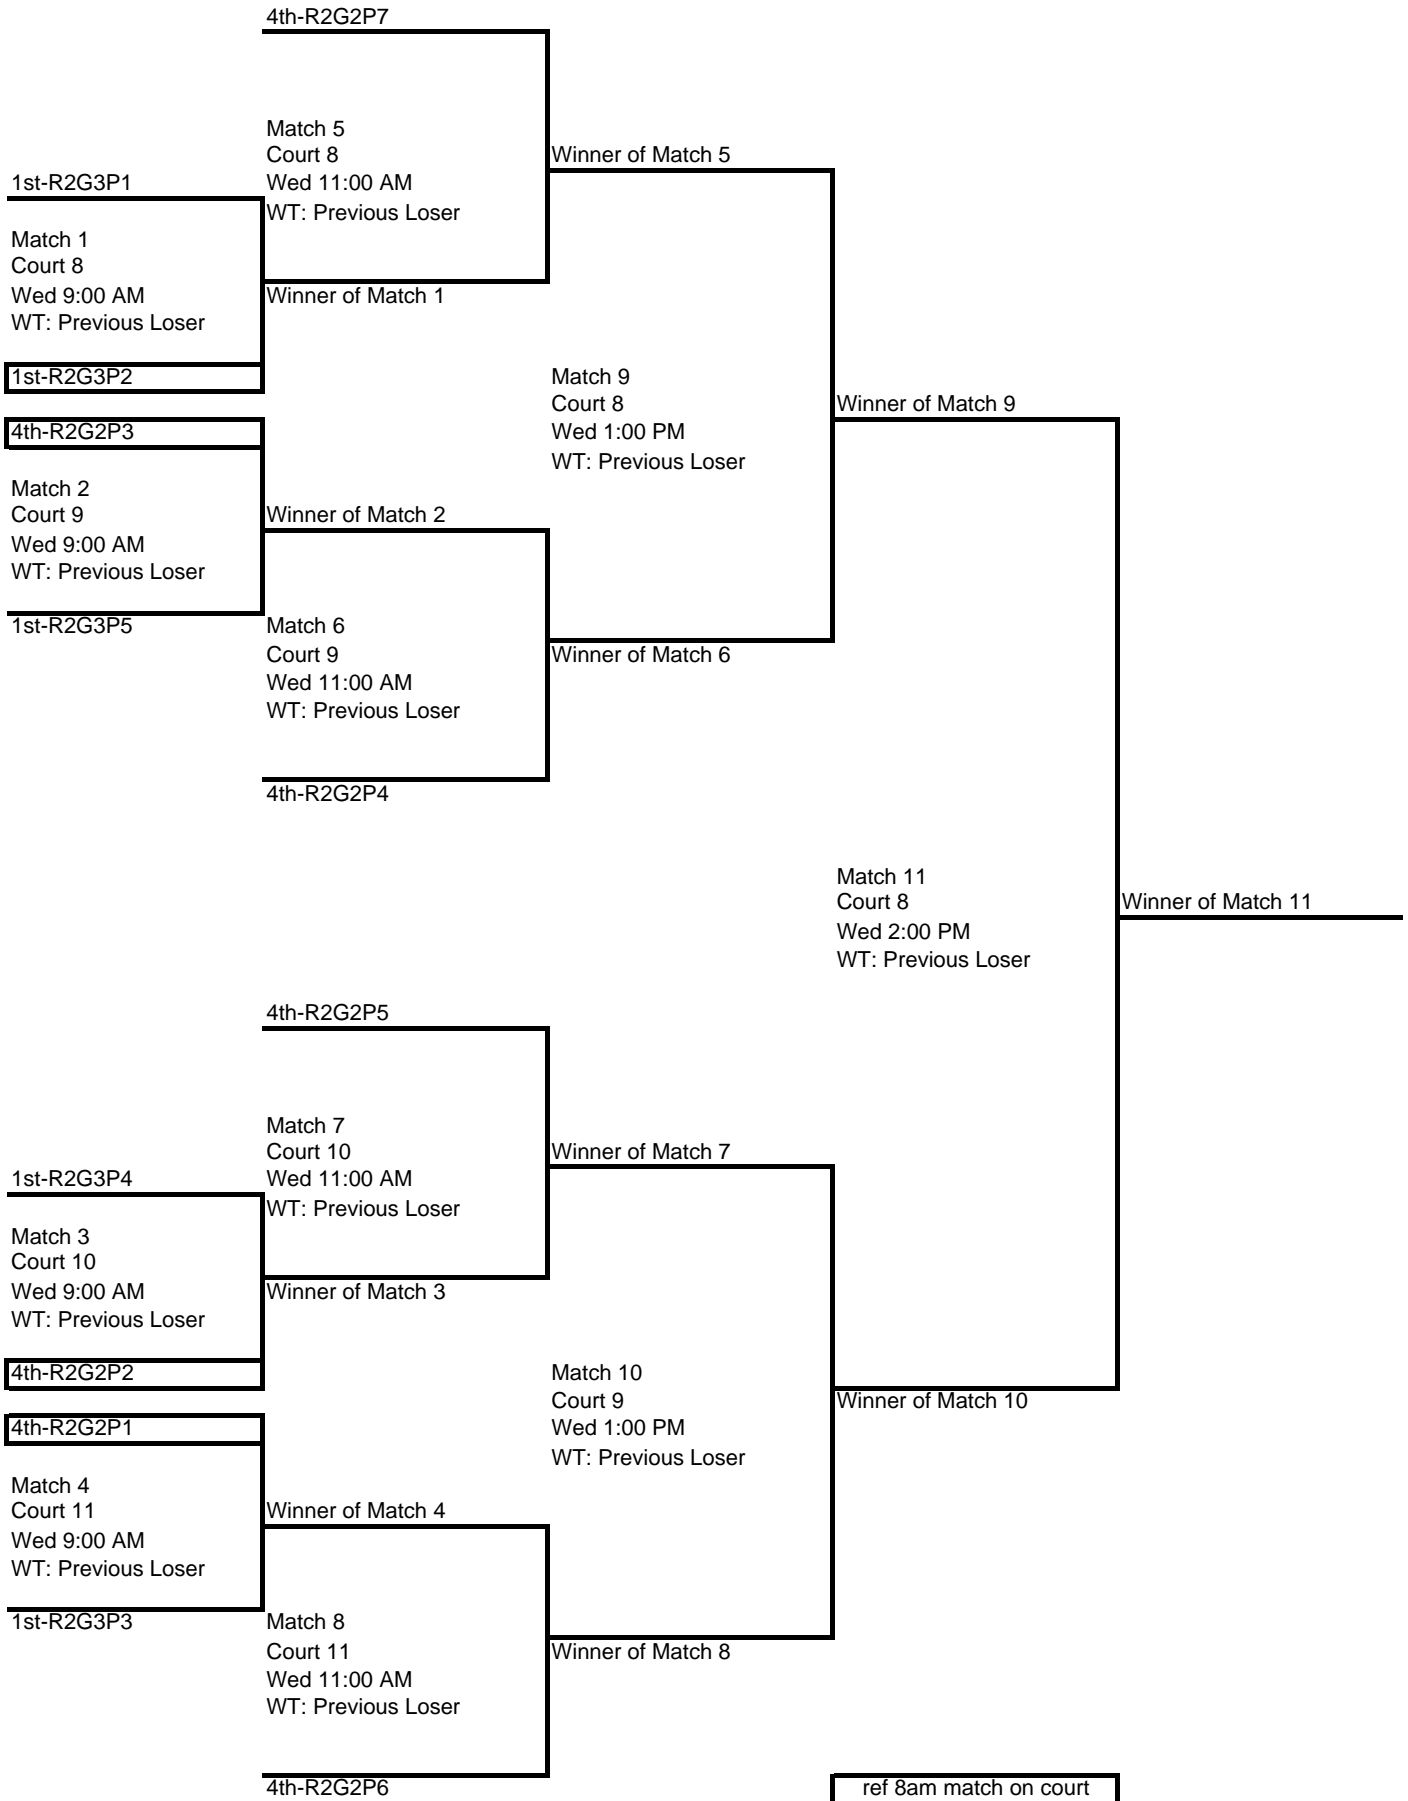 4th-R2G2P7
Match 5
Court 8
Wed 11:00 AM
WT: Previous Loser
Winner of Match 5
1st-R2G3P1
Match 1
Court 8
Wed 9:00 AM
WT: Previous Loser
Winner of Match 1
1st-R2G3P2
Match 9
Court 8
Wed 1:00 PM
WT: Previous Loser
Winner of Match 9
4th-R2G2P3
Match 2
Court 9
Wed 9:00 AM
WT: Previous Loser
Winner of Match 2
1st-R2G3P5
Match 6
Court 9
Wed 11:00 AM
WT: Previous Loser
Winner of Match 6
4th-R2G2P4
Match 11
Court 8
Wed 2:00 PM
WT: Previous Loser
Winner of Match 11
4th-R2G2P5
Match 7
Court 10
Wed 11:00 AM
WT: Previous Loser
Winner of Match 7
1st-R2G3P4
Match 3
Court 10
Wed 9:00 AM
WT: Previous Loser
Winner of Match 3
4th-R2G2P2
Match 10
Court 9
Wed 1:00 PM
WT: Previous Loser
Winner of Match 10
4th-R2G2P1
Match 4
Court 11
Wed 9:00 AM
WT: Previous Loser
Winner of Match 4
1st-R2G3P3
Match 8
Court 11
Wed 11:00 AM
WT: Previous Loser
Winner of Match 8
4th-R2G2P6
ref 8am match on court